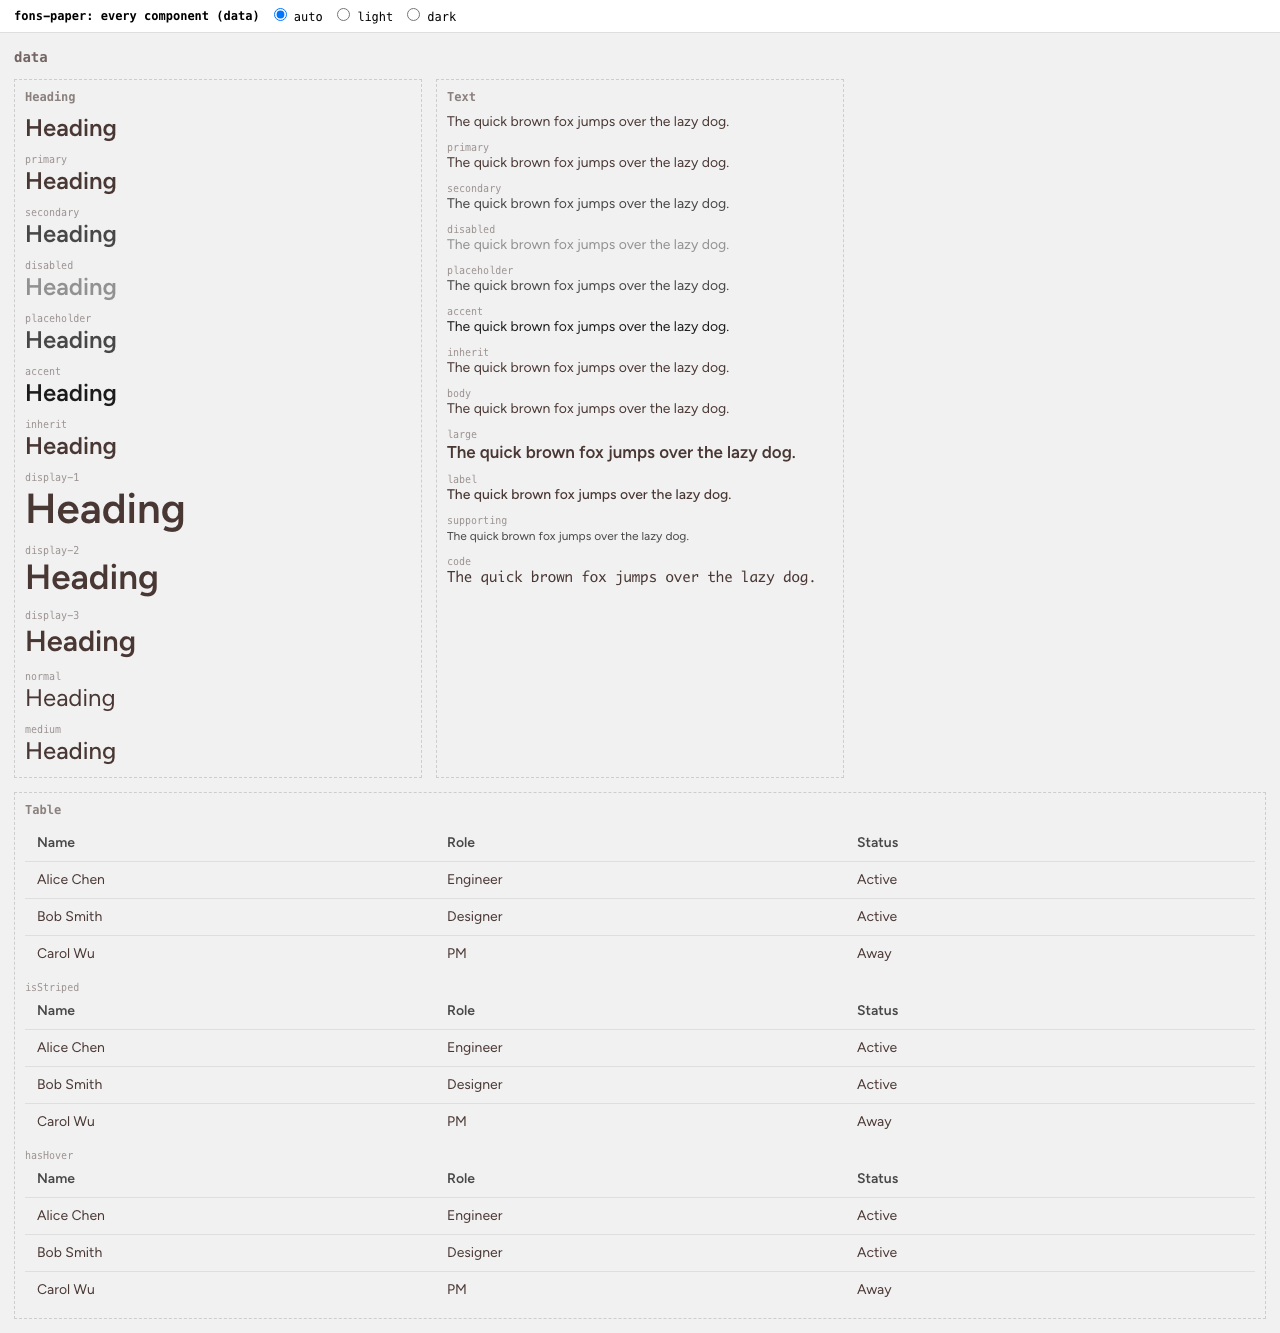 fons-paper: every component (data) auto light dark
data
Heading
Heading
primary
Heading
secondary
Heading
disabled
Heading
placeholder
Heading
accent
Heading
inherit
Heading
display-1
Heading
display-2
Heading
display-3
Heading
normal
Heading
medium
Heading
Text
The quick brown fox jumps over the lazy dog.
primary
The quick brown fox jumps over the lazy dog.
secondary
The quick brown fox jumps over the lazy dog.
disabled
The quick brown fox jumps over the lazy dog.
placeholder
The quick brown fox jumps over the lazy dog.
accent
The quick brown fox jumps over the lazy dog.
inherit
The quick brown fox jumps over the lazy dog.
body
The quick brown fox jumps over the lazy dog.
large
The quick brown fox jumps over the lazy dog.
label
The quick brown fox jumps over the lazy dog.
supporting
The quick brown fox jumps over the lazy dog.
code
The quick brown fox jumps over the lazy dog.
Table
Name Role Status
Alice Chen Engineer Active
Bob Smith Designer Active
Carol Wu PM Away
isStriped
Name Role Status
Alice Chen Engineer Active
Bob Smith Designer Active
Carol Wu PM Away
hasHover
Name Role Status
Alice Chen Engineer Active
Bob Smith Designer Active
Carol Wu PM Away